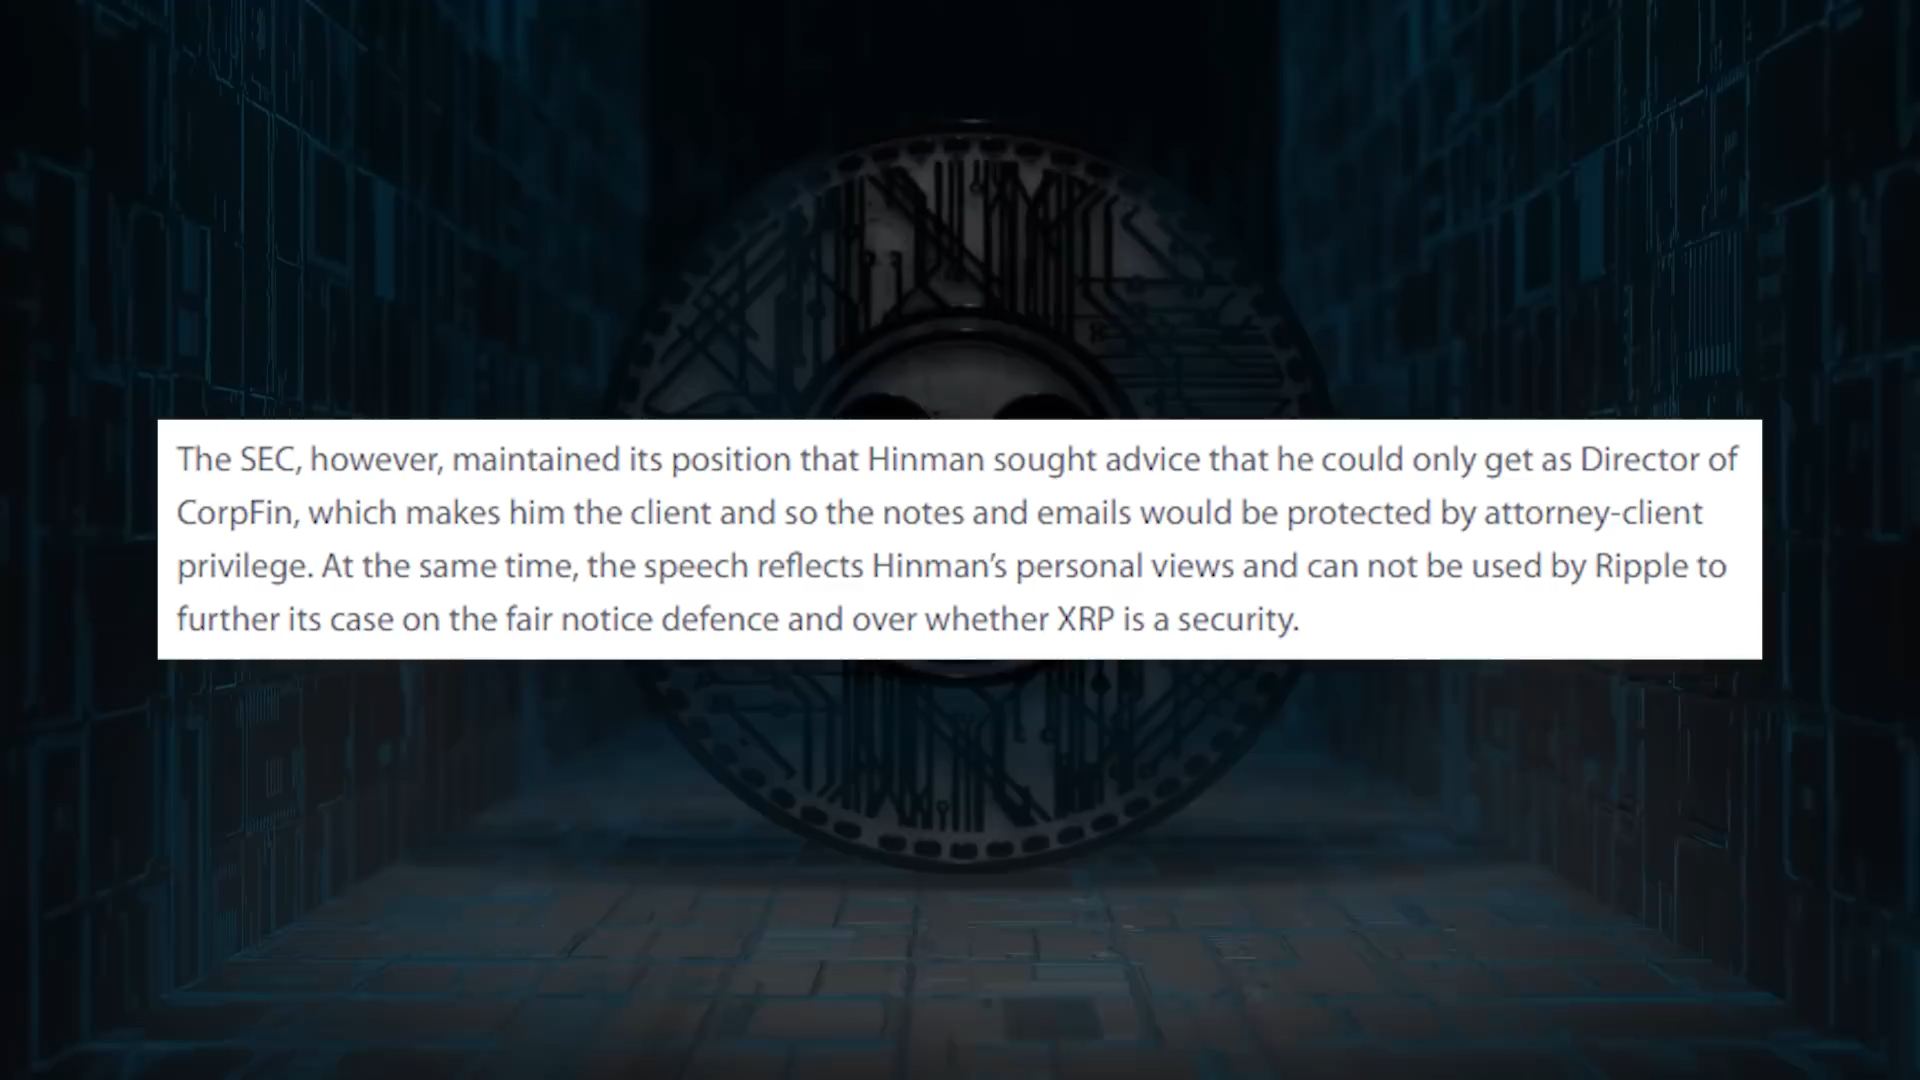 The SEC, however, maintained its position that Hinman sought advice that he could only get as Director of
CorpFin, which makes him the client and so the notes and emails would be protected by attorney-client
privilege. At the same time, the speech reflects Hinman’s personal views and can not be used by Ripple to
further its case on the fair notice defence and over whether XRP is a security.